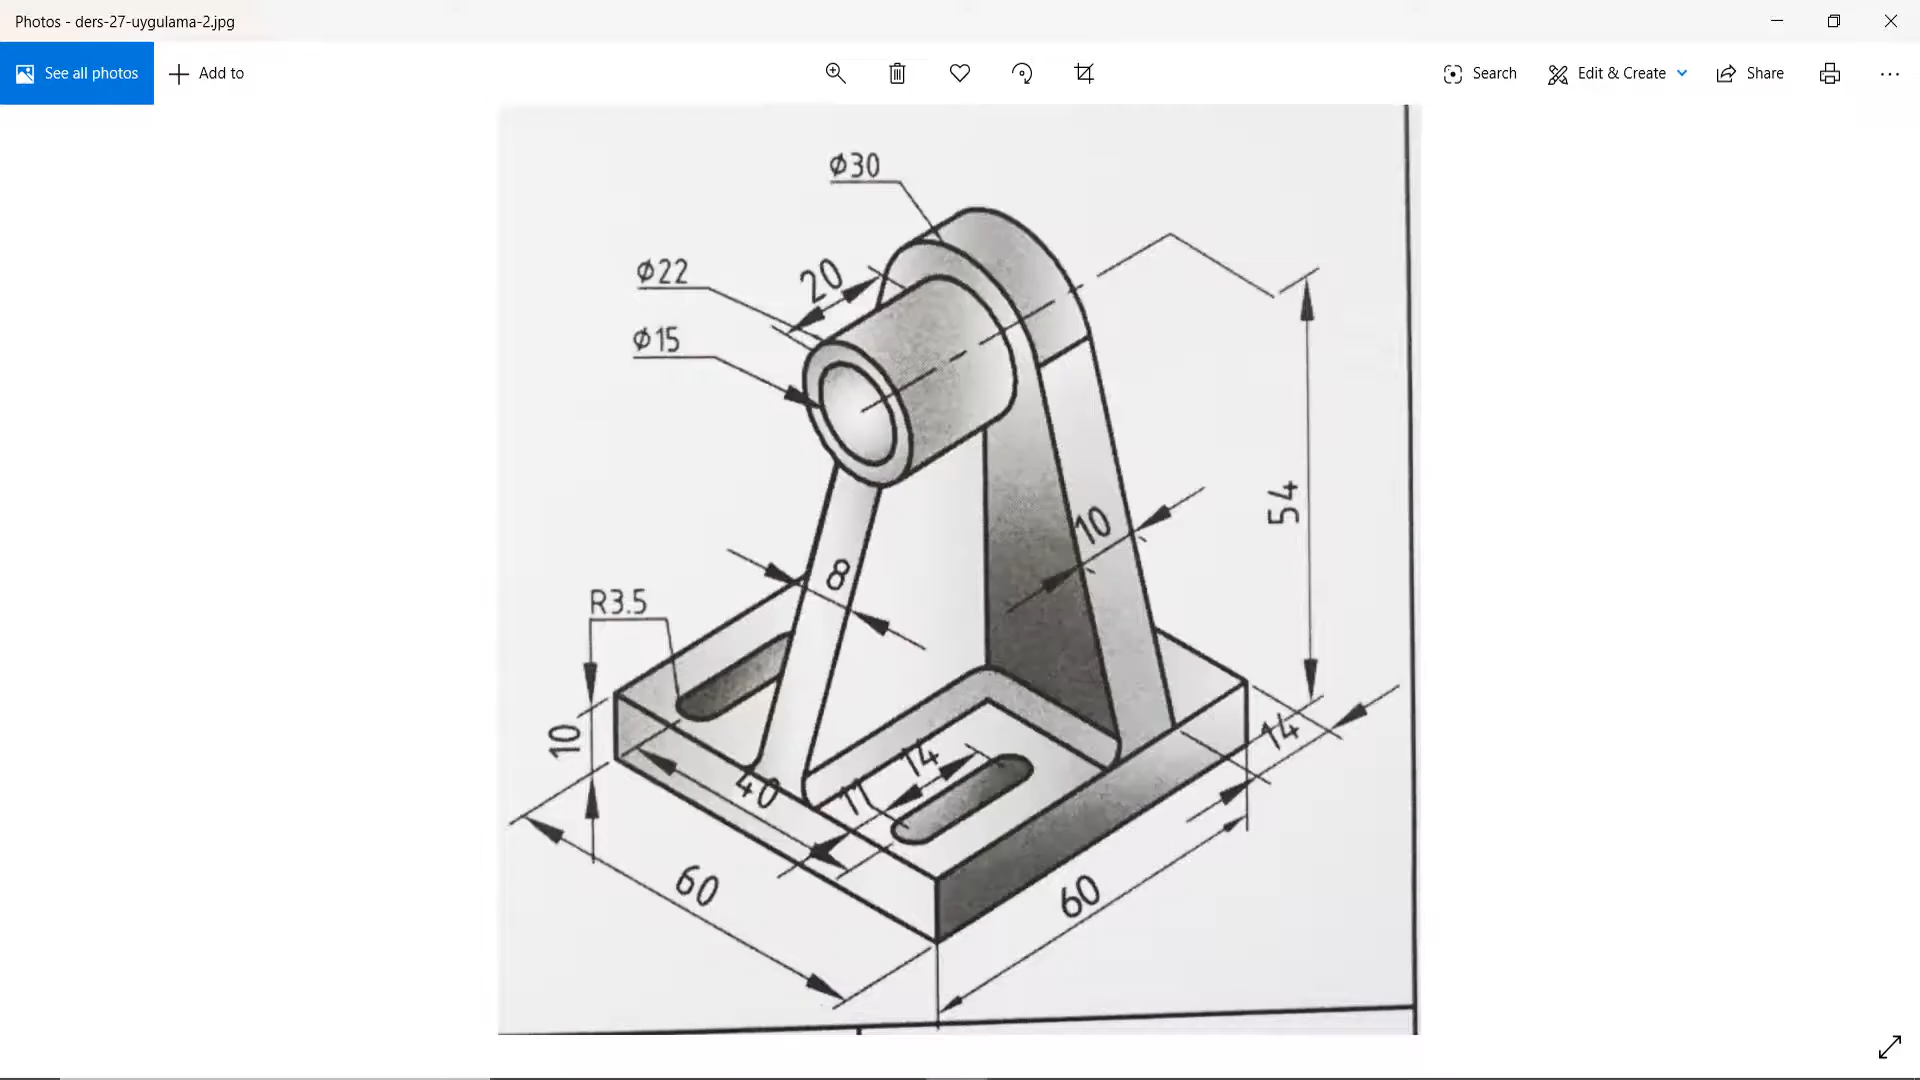 Photos - ders-27-uygulama-2.jpg
See all photos
Add to
Search
Edit & Create
Share
Ø30
Ø22
20
Ø15
54
10
8
R3.5
10
14
14
11
40
60
60